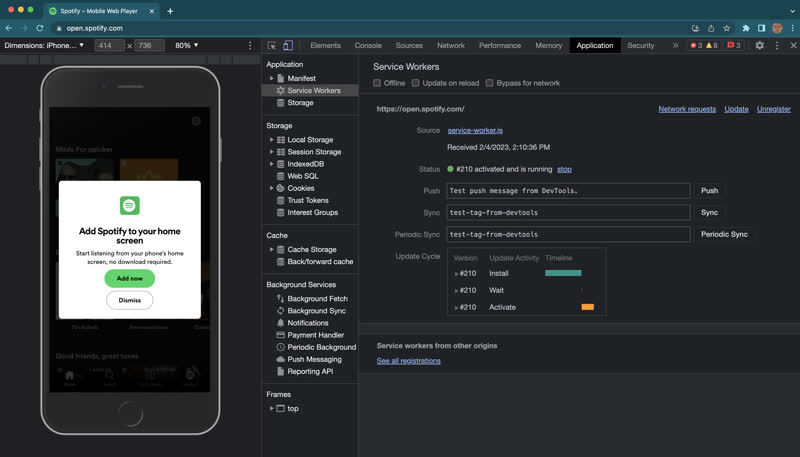 Spotify – Mobile Web Player
open.spotify.com
Dimensions: iPhone... ▼ 414 × 736 80% ▼
Elements Console Sources Network Performance Memory Application Security » 3 8 3
Made For apicker
Add Spotify to your home
screen
Start listening from your phone's home
screen, no download required.
Add now
Dismiss
Good friends, great tunes
Application
Manifest
Service Workers
Storage
Storage
Local Storage
Session Storage
IndexedDB
Web SQL
Cookies
Trust Tokens
Interest Groups
Cache
Cache Storage
Back/forward cache
Background Services
Background Fetch
Background Sync
Notifications
Payment Handler
Periodic Background
Push Messaging
Reporting API
Frames
top
Service Workers
Offline Update on reload Bypass for network
https://open.spotify.com/ Network requests Update Unregister
Source service-worker.js
Received 2/4/2023, 2:10:36 PM
Status #210 activated and is running stop
Push Test push message from DevTools. Push
Sync test-tag-from-devtools Sync
Periodic Sync test-tag-from-devtools Periodic Sync
Update Cycle Version Update Activity Timeline
#210 Install
#210 Wait
#210 Activate
Service workers from other origins
See all registrations